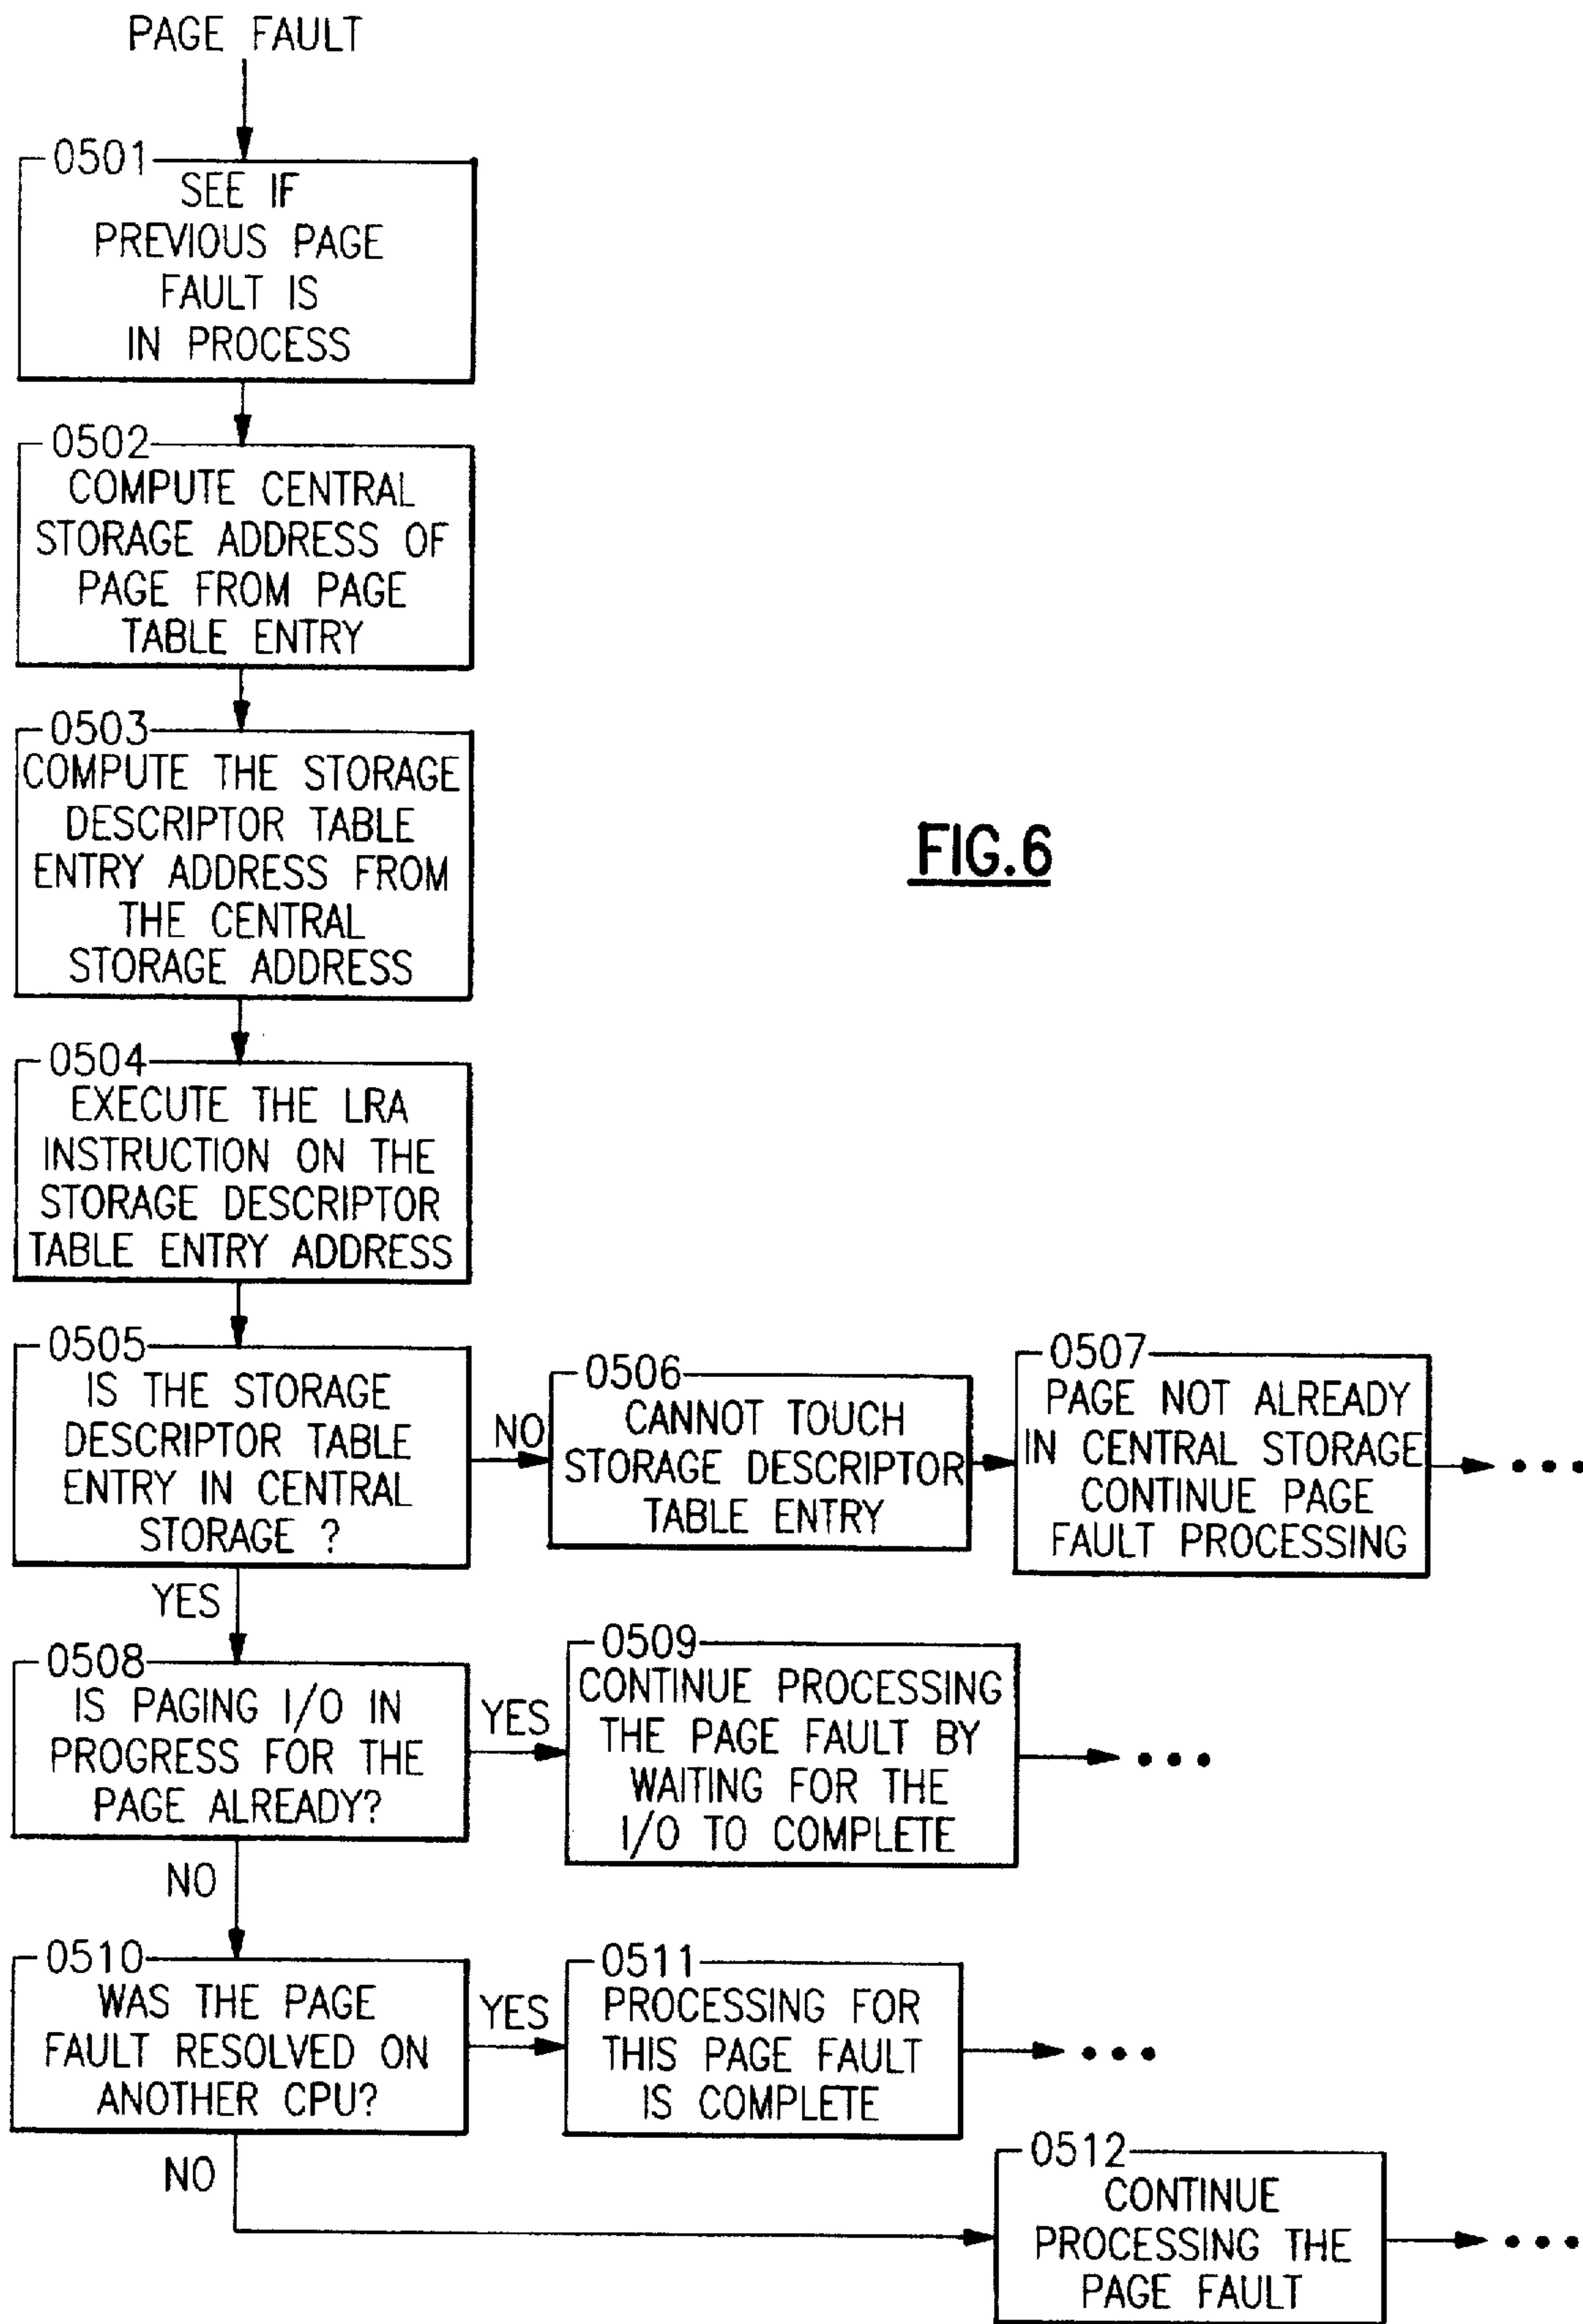 PAGE FAULT
0501
SEE IF
PREVIOUS PAGE
FAULT IS
IN PROCESS
0502
COMPUTE CENTRAL
STORAGE ADDRESS OF
PAGE FROM PAGE
TABLE ENTRY
0503
COMPUTE THE STORAGE
DESCRIPTOR TABLE
ENTRY ADDRESS FROM
THE CENTRAL
STORAGE ADDRESS
FIG.6
0504
EXECUTE THE LRA
INSTRUCTION ON THE
STORAGE DESCRIPTOR
TABLE ENTRY ADDRESS
0505
IS THE STORAGE
DESCRIPTOR TABLE
ENTRY IN CENTRAL
STORAGE ?
NO
0506
CANNOT TOUCH
STORAGE DESCRIPTOR
TABLE ENTRY
0507
PAGE NOT ALREADY
IN CENTRAL STORAGE
CONTINUE PAGE
FAULT PROCESSING
• • •
YES
0508
IS PAGING I/O IN
PROGRESS FOR THE
PAGE ALREADY?
YES
0509
CONTINUE PROCESSING
THE PAGE FAULT BY
WAITING FOR THE
I/O TO COMPLETE
• • •
NO
0510
WAS THE PAGE
FAULT RESOLVED ON
ANOTHER CPU?
YES
0511
PROCESSING FOR
THIS PAGE FAULT
IS COMPLETE
• • •
NO
0512
CONTINUE
PROCESSING THE
PAGE FAULT
• • •